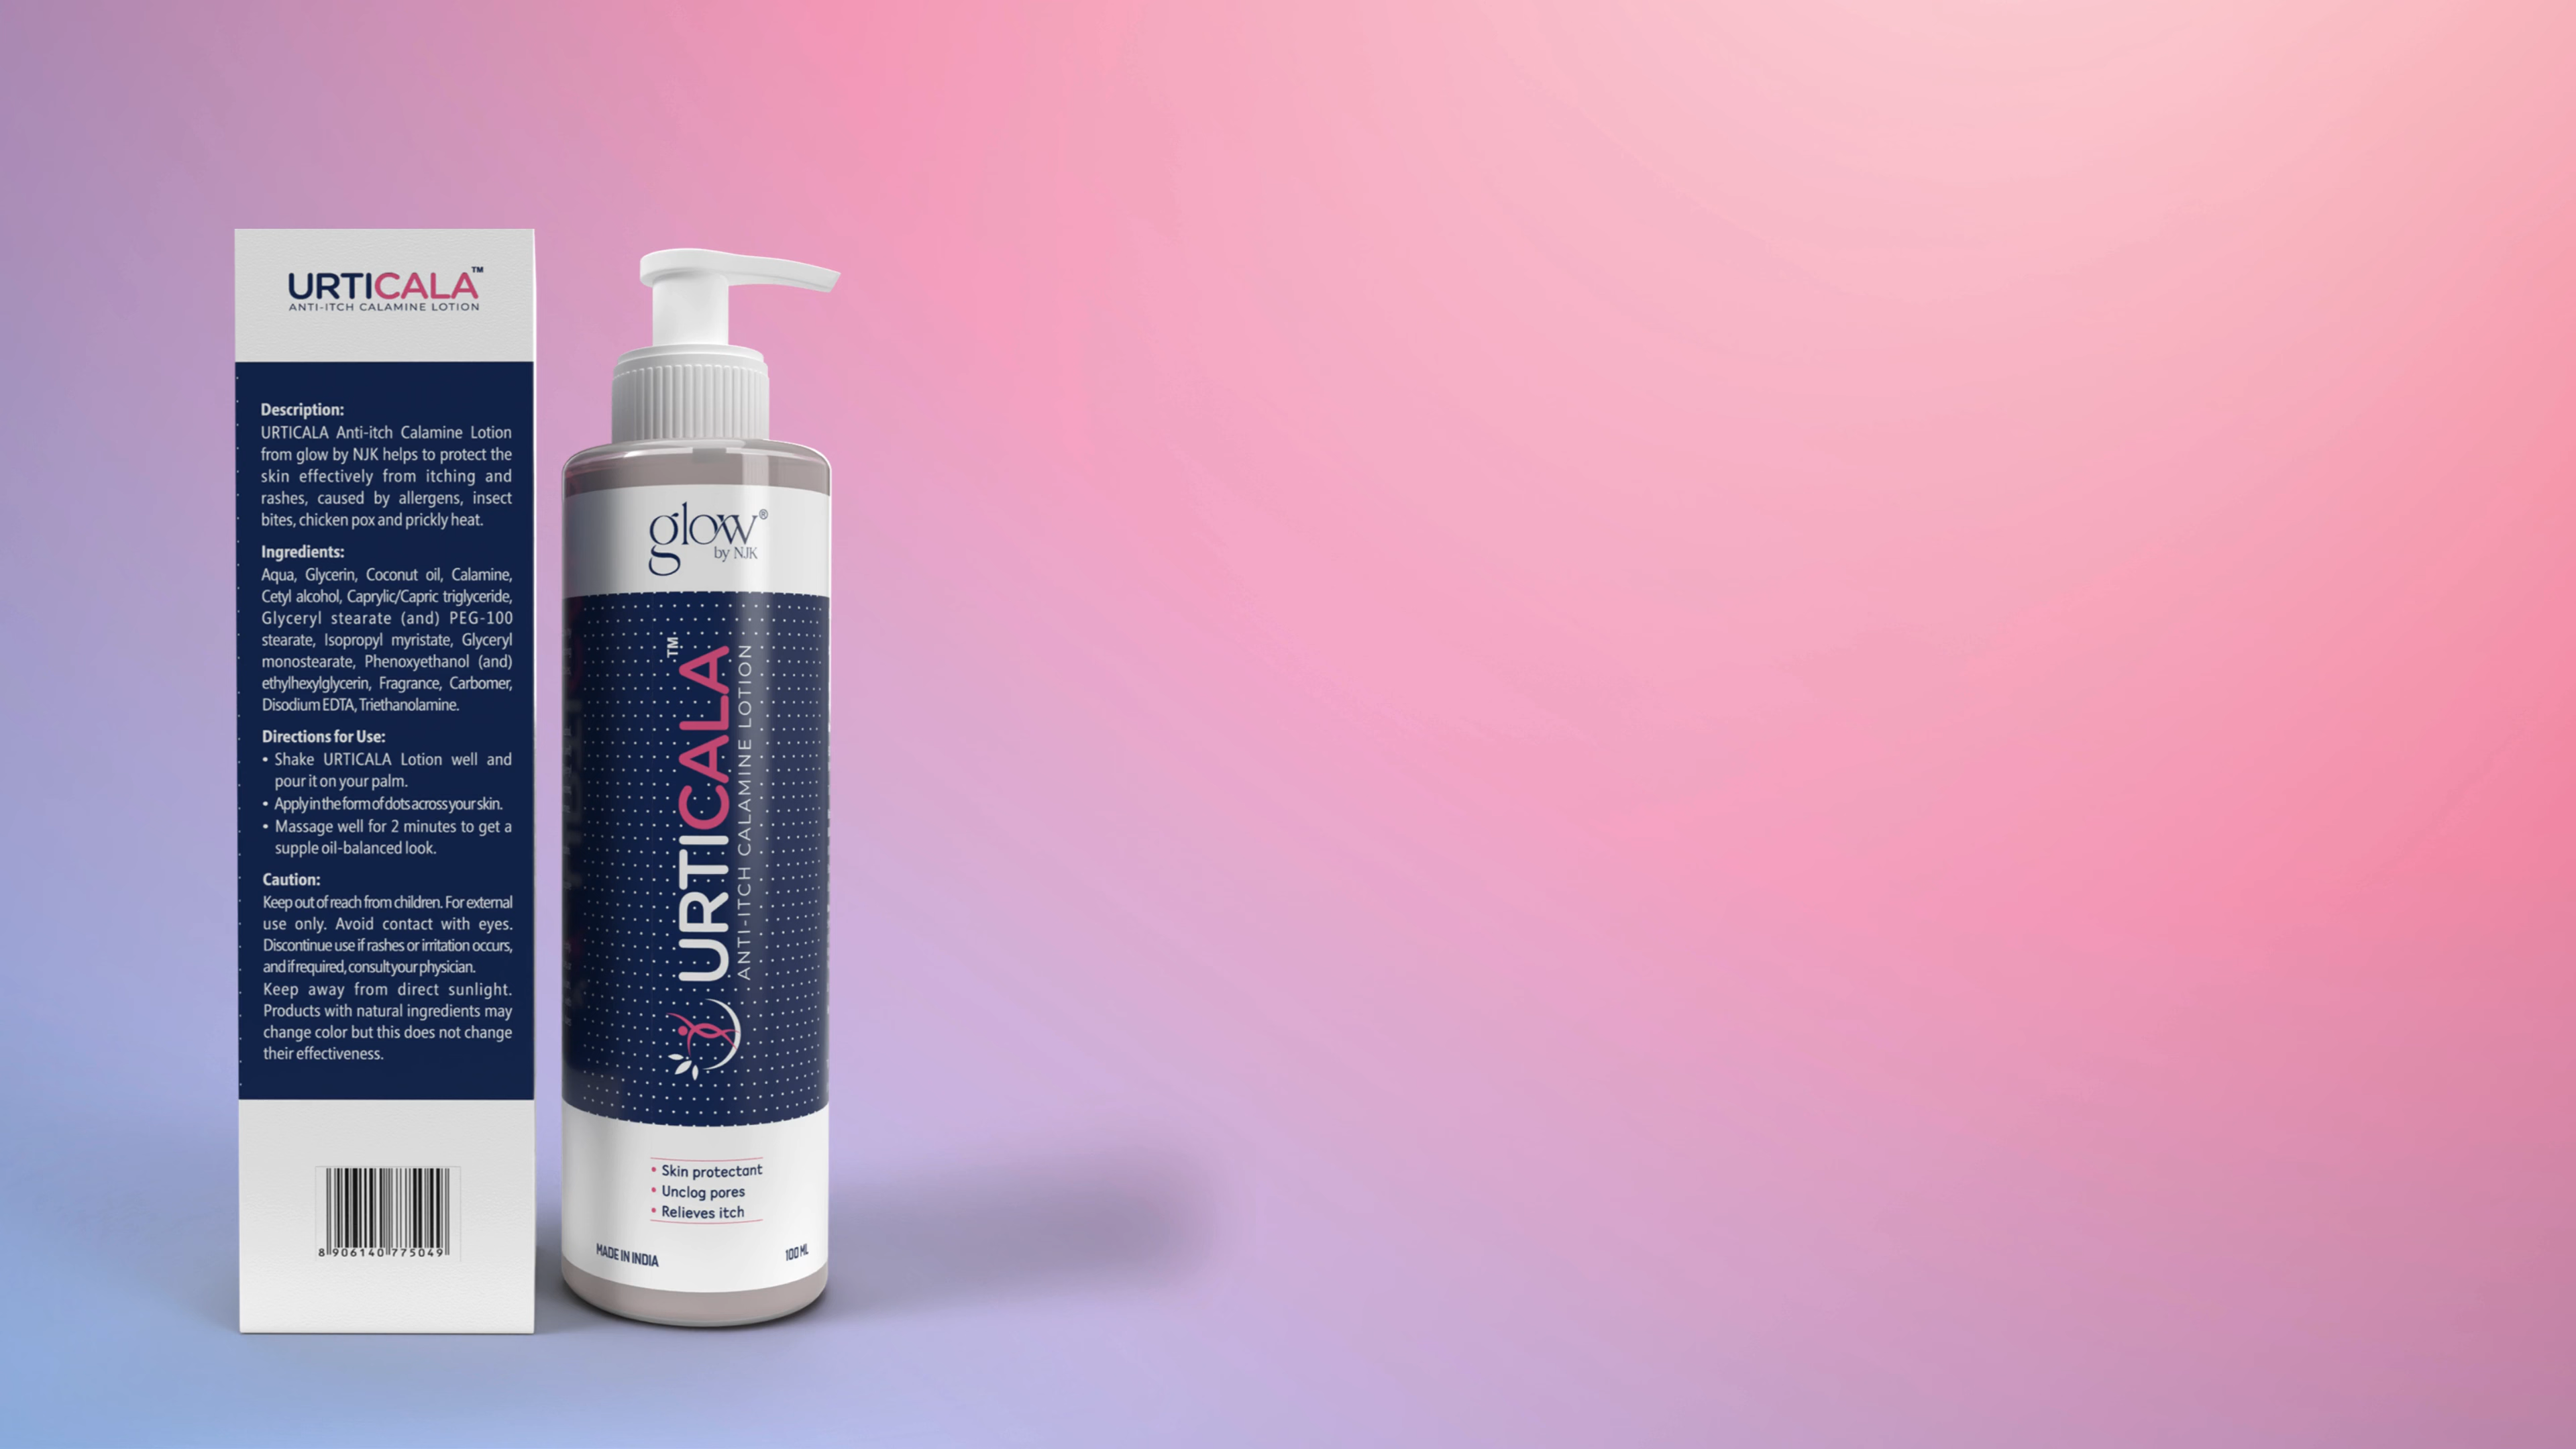 URTICALA™
ANTI-ITCH CALAMINE LOTION
Description:
URTICALA Anti-itch Calamine Lotion
from glow by NJK helps to protect the
skin effectively from itching and
rashes, caused by allergens, insect
bites, chicken pox and prickly heat.
Ingredients:
Aqua, Glycerin, Coconut oil, Calamine,
Cetyl alcohol, Caprylic/Capric triglyceride,
Glyceryl stearate (and) PEG-100
stearate, Isopropyl myristate, Glyceryl
monostearate, Phenoxyethanol (and)
ethylhexylglycerin, Fragrance, Carbomer,
Disodium EDTA, Triethanolamine.
Directions for Use:
• Shake URTICALA Lotion well and
pour it on your palm.
• Apply in the form of dots across your skin.
• Massage well for 2 minutes to get a
supple oil-balanced look.
Caution:
Keep out of reach from children. For external
use only. Avoid contact with eyes.
Discontinue use if rashes or irritation occurs,
and if required, consult your physician.
Keep away from direct sunlight.
Products with natural ingredients may
change color but this does not change
their effectiveness.
8 906140 775049
glow®
by NJK
URTICALA™
ANTI-ITCH CALAMINE LOTION
• Skin protectant
• Unclog pores
• Relieves itch
MADE IN INDIA
100 ML